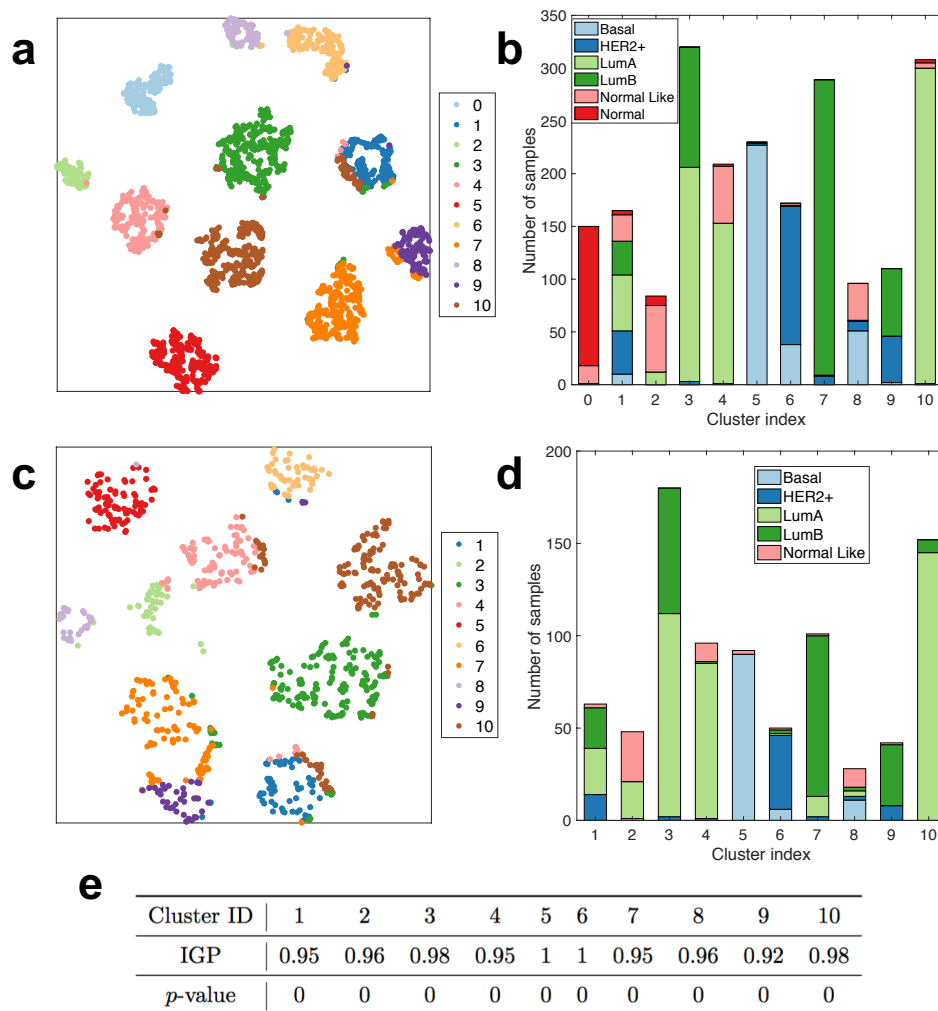 a
0
1
2
3
4
5
6
7
8
9
10
b
Number of samples
350
300
250
200
150
100
50
0
Basal
HER2+
LumA
LumB
Normal Like
Normal
0 1 2 3 4 5 6 7 8 9 10
Cluster index
c
1
2
3
4
5
6
7
8
9
10
d
Number of samples
200
150
100
50
0
Basal
HER2+
LumA
LumB
Normal Like
1 2 3 4 5 6 7 8 9 10
Cluster index
e
Cluster ID 1 2 3 4 5 6 7 8 9 10
IGP 0.95 0.96 0.98 0.95 1 1 0.95 0.96 0.92 0.98
p-value 0 0 0 0 0 0 0 0 0 0